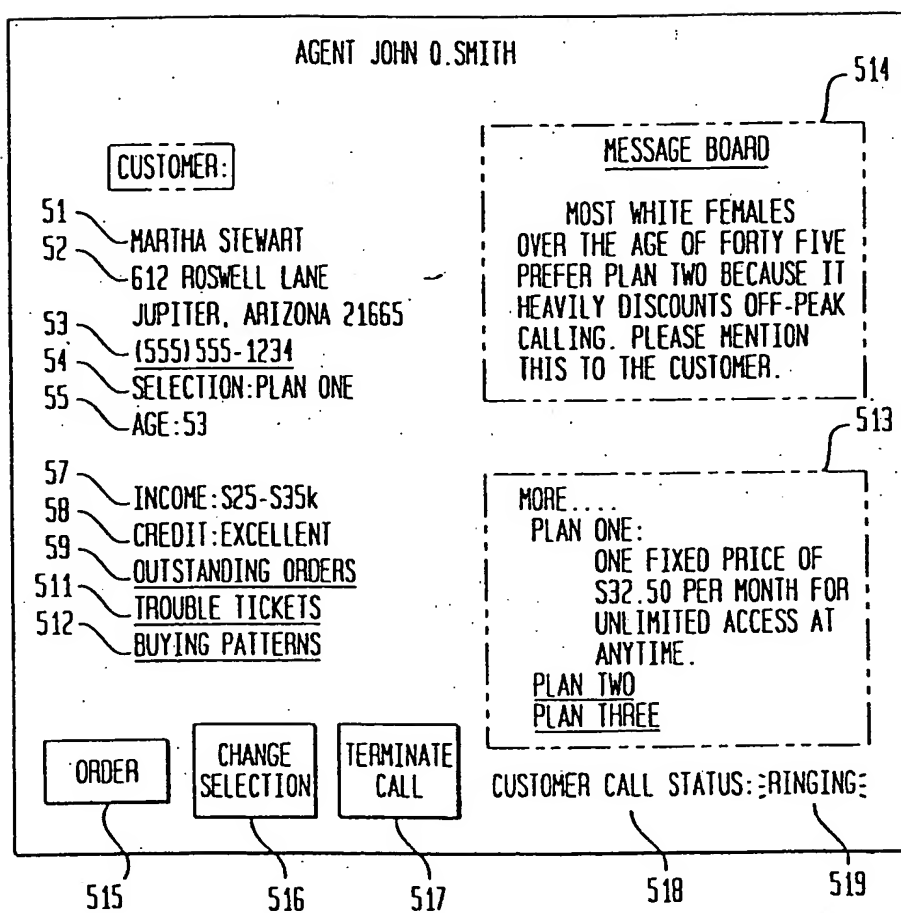 AGENT JOHN Q.SMITH
514
MESSAGE BOARD
CUSTOMER:
51
MARTHA STEWART
52
612 ROSWELL LANE
JUPITER, ARIZONA 21665
53
(555)555-1234
54
SELECTION:PLAN ONE
55
AGE:53
MOST WHITE FEMALES
OVER THE AGE OF FORTY FIVE
PREFER PLAN TWO BECAUSE IT
HEAVILY DISCOUNTS OFF-PEAK
CALLING. PLEASE MENTION
THIS TO THE CUSTOMER.
513
57
INCOME:$25-$35k
58
CREDIT:EXCELLENT
59
OUTSTANDING ORDERS
511
TROUBLE TICKETS
512
BUYING PATTERNS
MORE....
PLAN ONE:
ONE FIXED PRICE OF
$32.50 PER MONTH FOR
UNLIMITED ACCESS AT
ANYTIME.
PLAN TWO
PLAN THREE
ORDER
CHANGE
SELECTION
TERMINATE
CALL
CUSTOMER CALL STATUS: RINGING
515
516
517
518
519